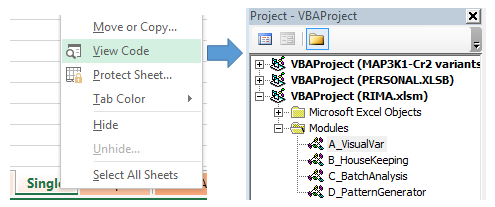 Move or Copy...
View Code
Protect Sheet...
Tab Color
Hide
Unhide...
Select All Sheets
Single
Project - VBAProject
VBAProject (MAP3K1-Cr2 variants
VBAProject (PERSONAL.XLSB)
VBAProject (RIMA.xlsm)
Microsoft Excel Objects
Modules
A_VisualVar
B_HouseKeeping
C_BatchAnalysis
D_PatternGenerator